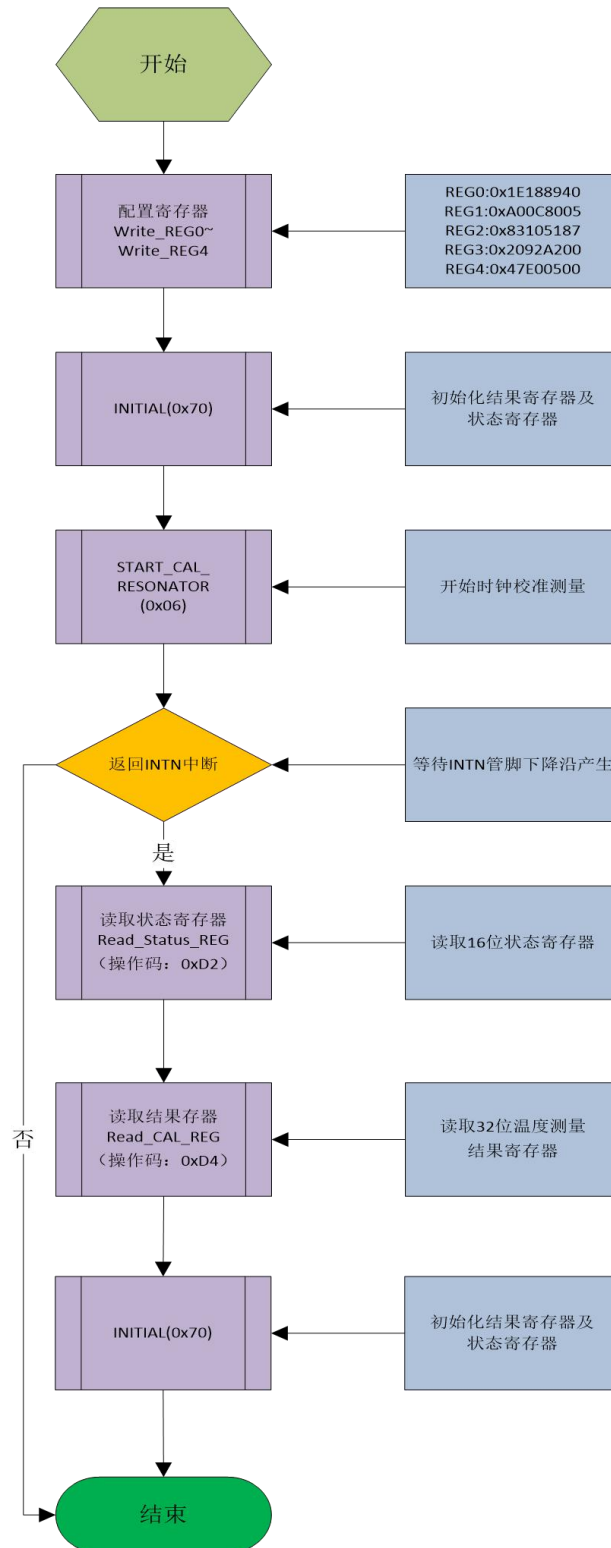 开始
配置寄存器
Write_REG0~
Write_REG4
REG0:0x1E188940
REG1:0xA00C8005
REG2:0x83105187
REG3:0x2092A200
REG4:0x47E00500
INITIAL(0x70)
初始化结果寄存器及
状态寄存器
START_CAL_
RESONATOR
(0x06)
开始时钟校准测量
返回INTN中断
等待INTN管脚下降沿产生
是
读取状态寄存器
Read_Status_REG
（操作码：0xD2）
读取16位状态寄存器
否
读取结果存器
Read_CAL_REG
（操作码：0xD4）
读取32位温度测量
结果寄存器
INITIAL(0x70)
初始化结果寄存器及
状态寄存器
结束